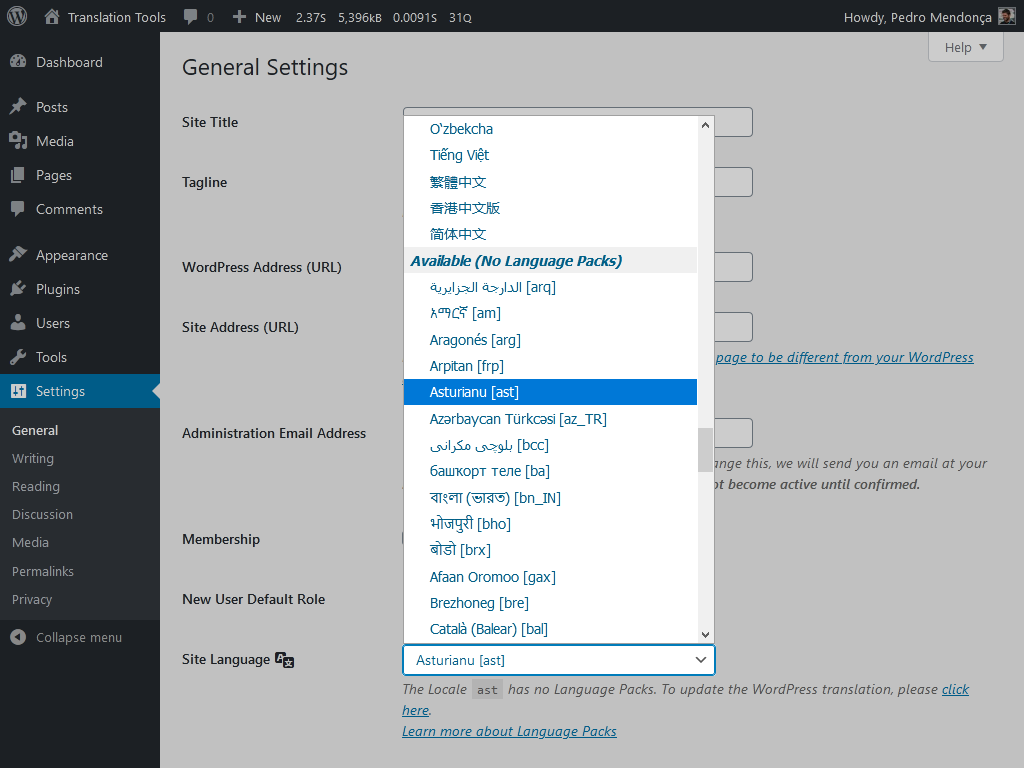 Translation Tools
0
New
2.37s 5,396kB 0.0091s 31Q
Howdy, Pedro Mendonça
Help
Dashboard
Posts
Media
Pages
Comments
Appearance
Plugins
Users
Tools
Settings
General
Writing
Reading
Discussion
Media
Permalinks
Privacy
Collapse menu
General Settings
Site Title
Tagline
WordPress Address (URL)
Site Address (URL)
page to be different from your WordPress
Administration Email Address
ange this, we will send you an email at your
ot become active until confirmed.
Membership
New User Default Role
Site Language
O‘zbekcha
Tiếng Việt
繁體中文
香港中文版
简体中文
Available (No Language Packs)
الدارجة الجزايرية [arq]
አማርኛ [am]
Aragonés [arg]
Arpitan [frp]
Asturianu [ast]
Azərbaycan Türkcəsi [az_TR]
بلوچی مکرانی [bcc]
башҡорт теле [ba]
বাংলা (ভারত) [bn_IN]
भोजपुरी [bho]
बोडो [brx]
Afaan Oromoo [gax]
Brezhoneg [bre]
Català (Balear) [bal]
Asturianu [ast]
The Locale ast has no Language Packs. To update the WordPress translation, please click
here.
Learn more about Language Packs